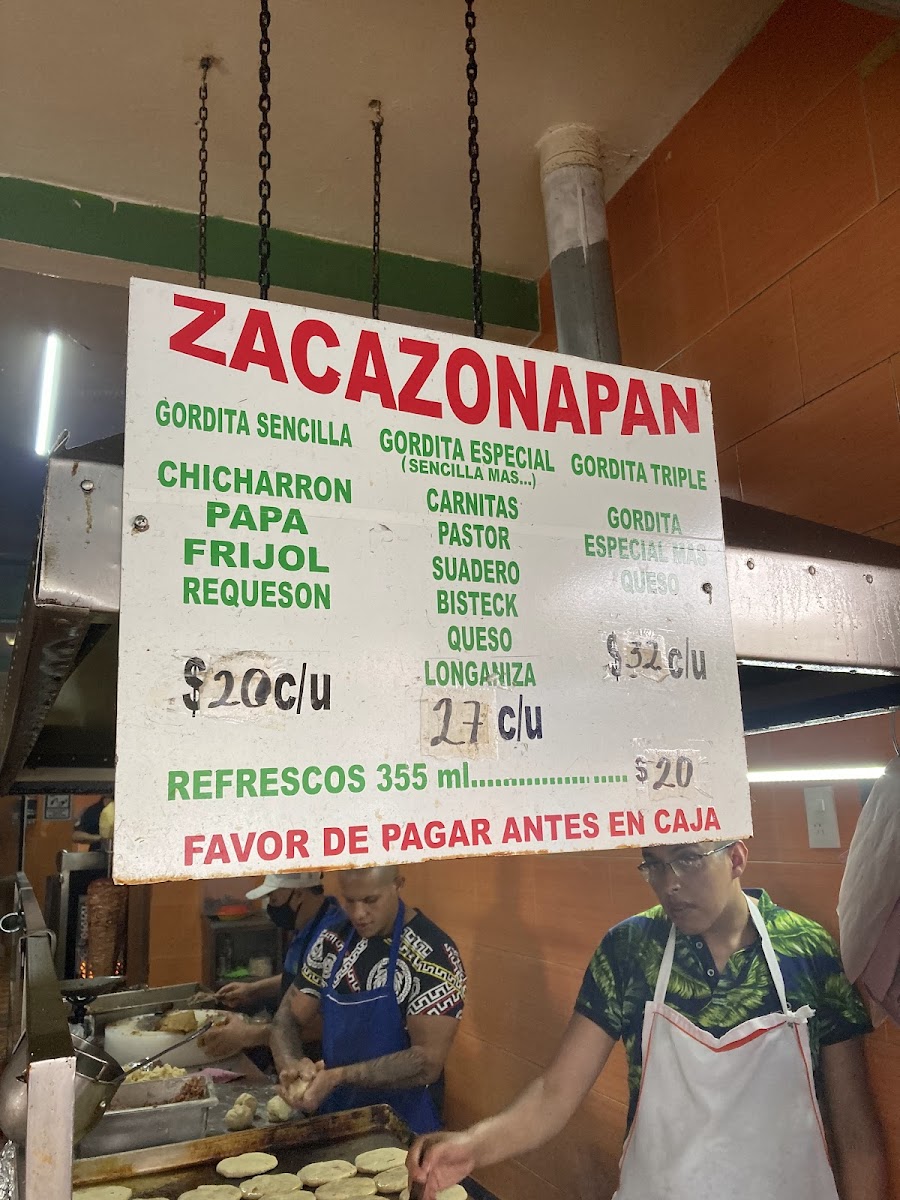 ZACAZONAPAN
GORDITA SENCILLA
CHICHARRON
PAPA
FRIJOL
REQUESON
$20 c/u
GORDITA ESPECIAL
(SENCILLA MAS...)
CARNITAS
PASTOR
SUADERO
BISTECK
QUESO
LONGANIZA
27 c/u
GORDITA TRIPLE
GORDITA
ESPECIAL MAS
QUESO
$32 c/u
REFRESCOS 355 ml..................... $20
FAVOR DE PAGAR ANTES EN CAJA